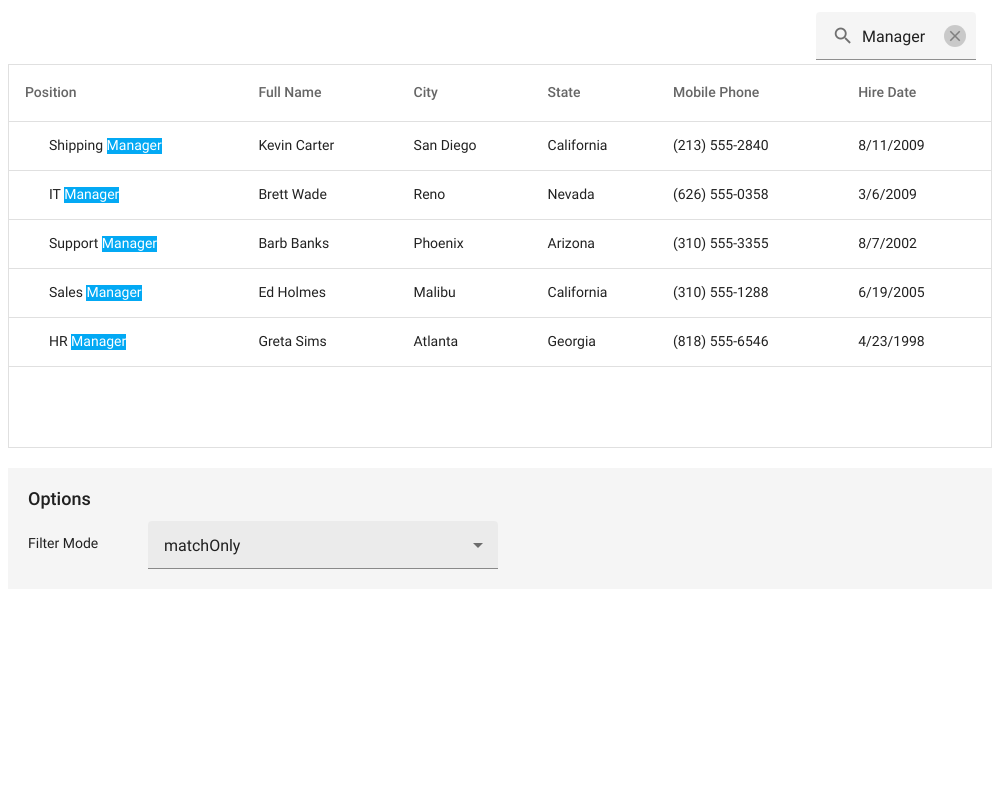 Manager
Position Full Name City State Mobile Phone Hire Date
Shipping Manager Kevin Carter San Diego California (213) 555-2840 8/11/2009
IT Manager Brett Wade Reno Nevada (626) 555-0358 3/6/2009
Support Manager Barb Banks Phoenix Arizona (310) 555-3355 8/7/2002
Sales Manager Ed Holmes Malibu California (310) 555-1288 6/19/2005
HR Manager Greta Sims Atlanta Georgia (818) 555-6546 4/23/1998
Options
Filter Mode matchOnly